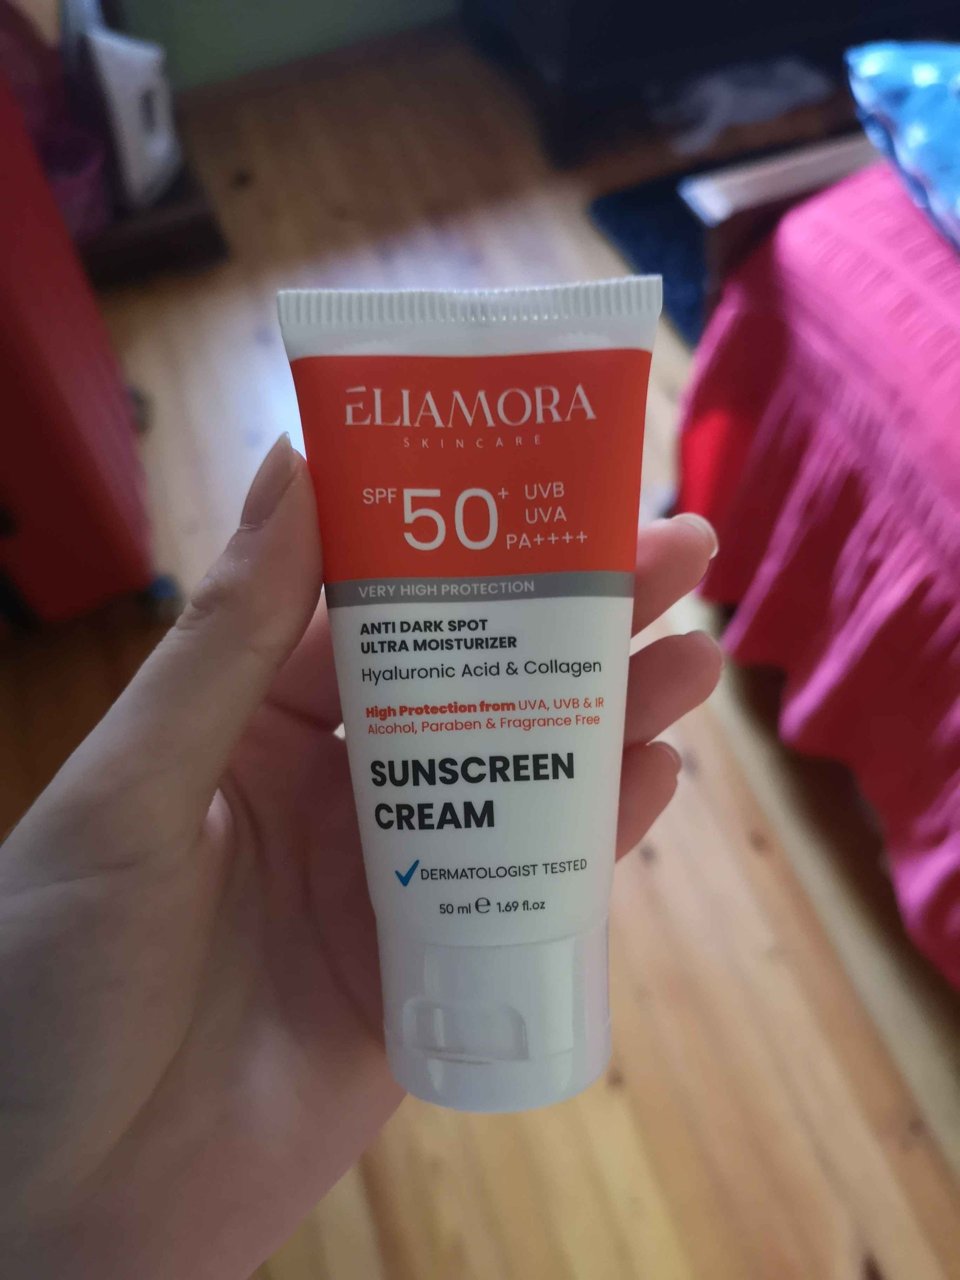 ELIAMORA
SKINCARE
SPF 50+ UVB
UVA
PA++++
VERY HIGH PROTECTION
ANTI DARK SPOT
ULTRA MOISTURIZER
Hyaluronic Acid & Collagen
High Protection from UVA, UVB & IR
Alcohol, Paraben & Fragrance Free
SUNSCREEN
CREAM
DERMATOLOGIST TESTED
50 ml ℮ 1.69 fl.oz